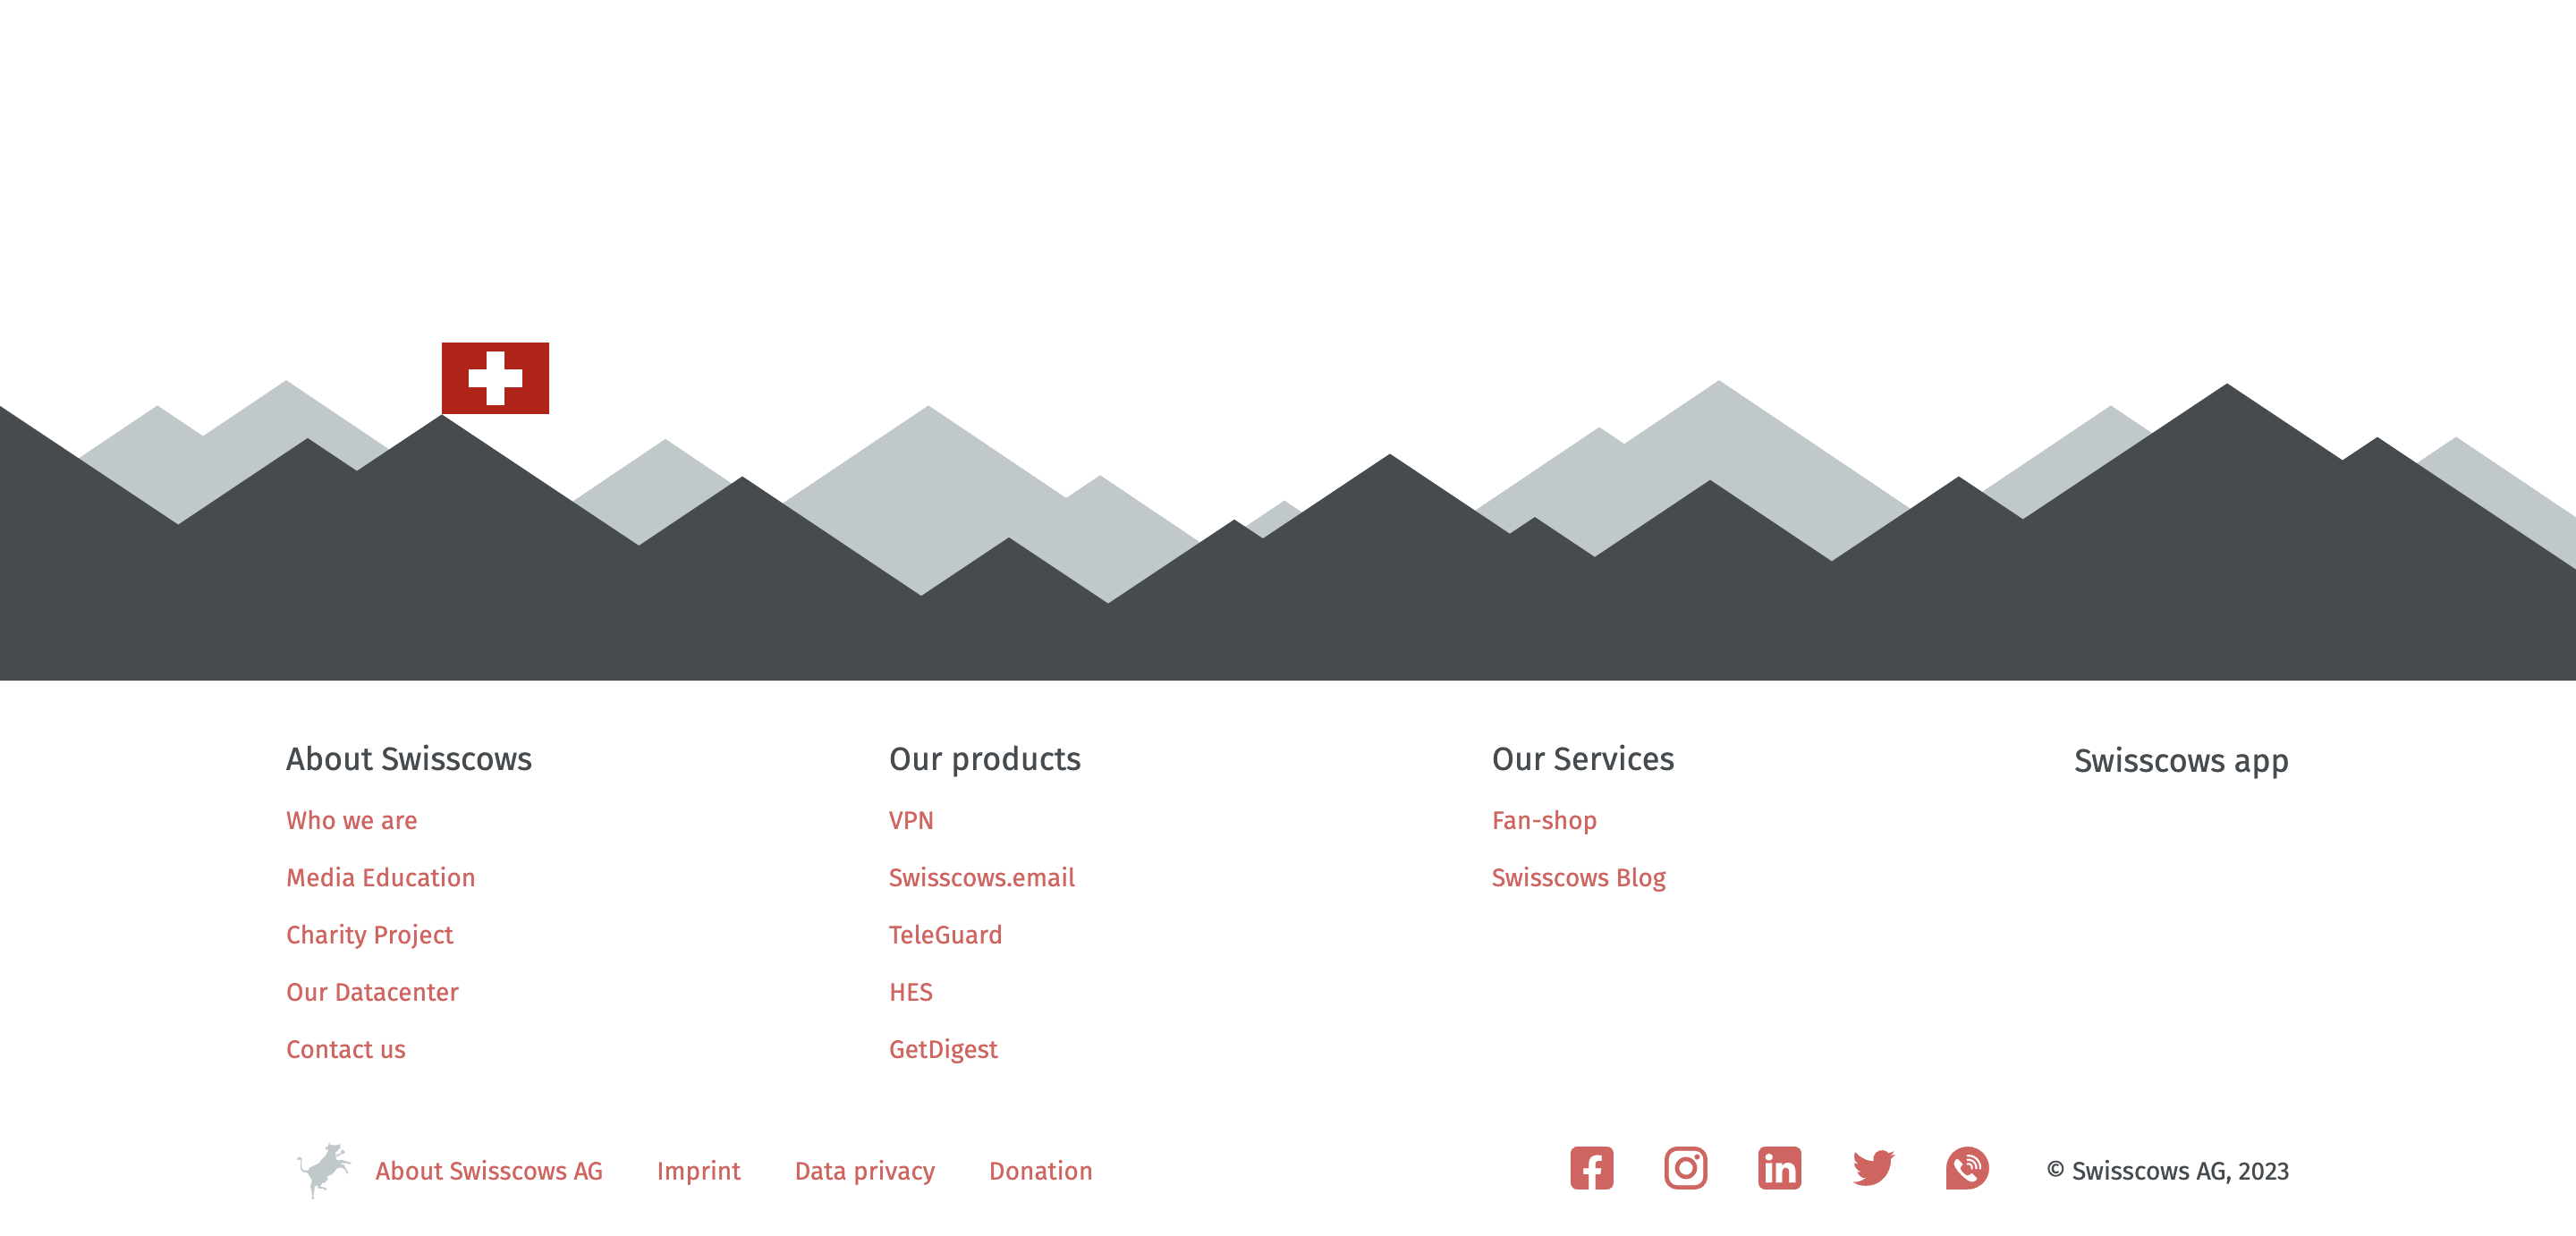 About Swisscows
Who we are
Media Education
Charity Project
Our Datacenter
Contact us
Our products
VPN
Swisscows.email
TeleGuard
HES
GetDigest
Our Services
Fan-shop
Swisscows Blog
Swisscows app
About Swisscows AG
Imprint
Data privacy
Donation
© Swisscows AG, 2023